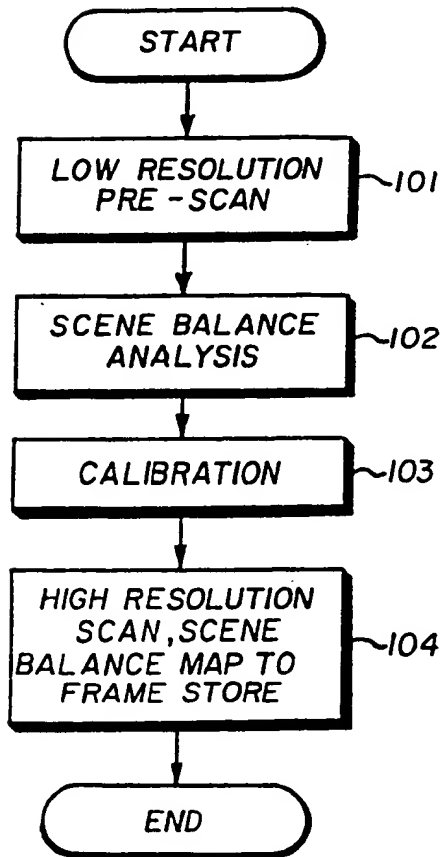 START
LOW RESOLUTION
PRE-SCAN
101
SCENE BALANCE
ANALYSIS
102
CALIBRATION
103
HIGH RESOLUTION
SCAN, SCENE
BALANCE MAP TO
FRAME STORE
104
END